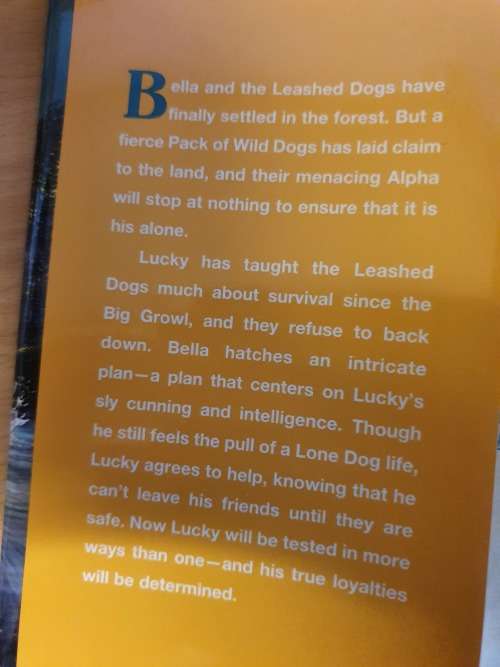 Bella and the Leashed Dogs have
finally settled in the forest. But a
fierce Pack of Wild Dogs has laid claim
to the land, and their menacing Alpha
will stop at nothing to ensure that it is
his alone.
Lucky has taught the Leashed
Dogs much about survival since the
Big Growl, and they refuse to back
down. Bella hatches an intricate
plan—a plan that centers on Lucky's
sly cunning and intelligence. Though
he still feels the pull of a Lone Dog life,
Lucky agrees to help, knowing that he
can't leave his friends until they are
safe. Now Lucky will be tested in more
ways than one—and his true loyalties
will be determined.